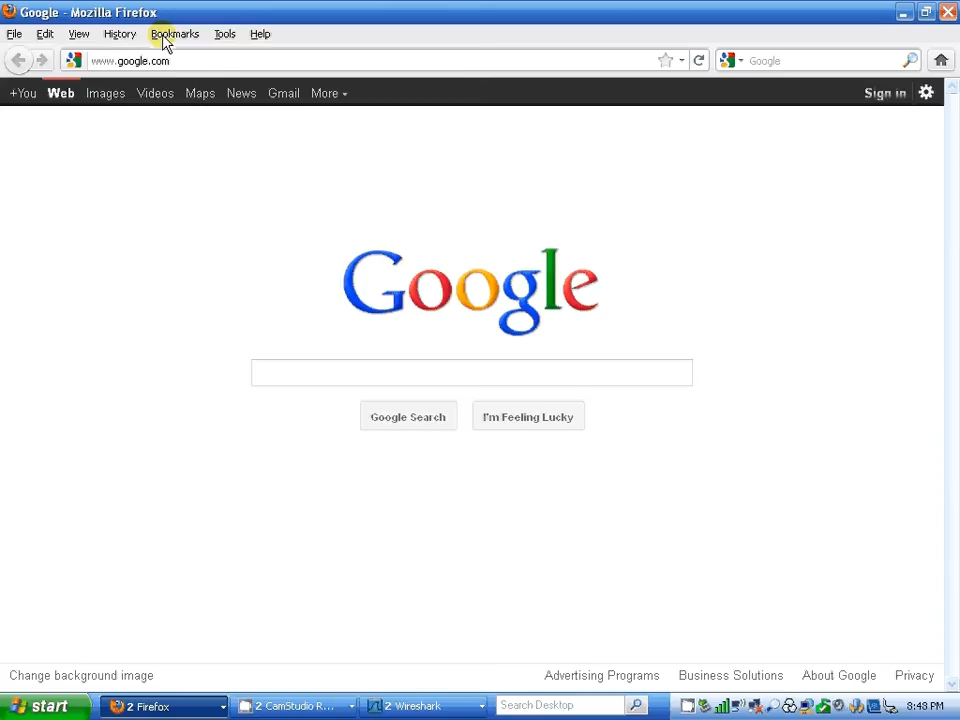 Google - Mozilla Firefox
File Edit View History Bookmarks Tools Help
www.google.com Google
+You Web Images Videos Maps News Gmail More Sign in
Google
Google Search I'm Feeling Lucky
Change background image Advertising Programs Business Solutions About Google Privacy
start 2 Firefox 2 CamStudio R... 2 Wireshark Search Desktop 8:48 PM